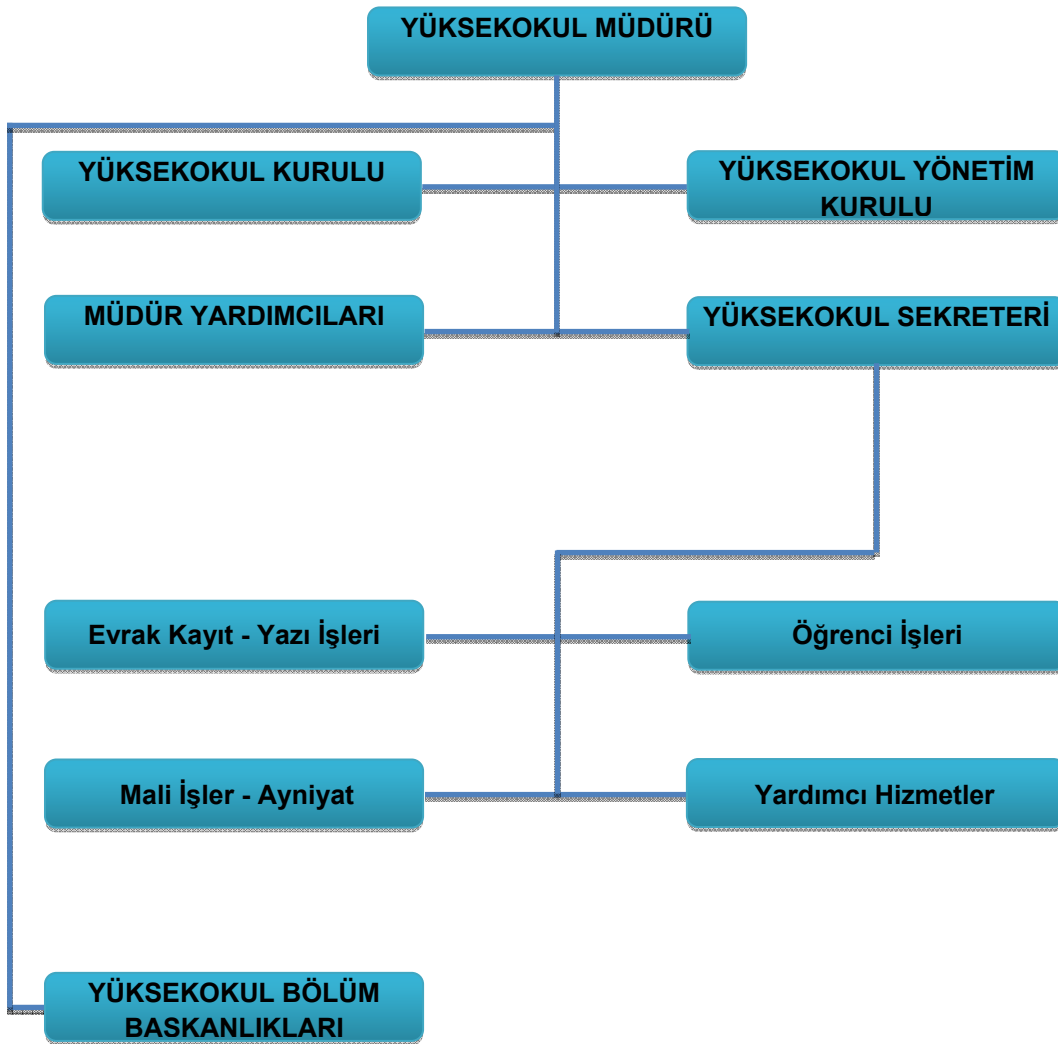 YÜKSEKOKUL MÜDÜRÜ
YÜKSEKOKUL KURULU
YÜKSEKOKUL YÖNETİM
KURULU
MÜDÜR YARDIMCILARI
YÜKSEKOKUL SEKRETERİ
Evrak Kayıt - Yazı İşleri
Öğrenci İşleri
Mali İşler - Ayniyat
Yardımcı Hizmetler
YÜKSEKOKUL BÖLÜM
BASKANLIKLARI